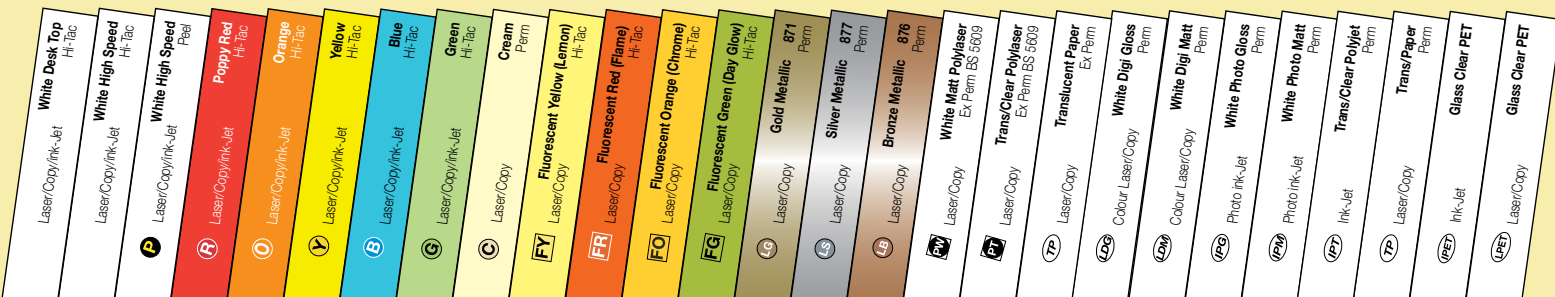 White Desk Top
Hi-Tac
Laser/Copy/ink-Jet
White High Speed
Hi-Tac
Laser/Copy/ink-Jet
White High Speed
Peel
Laser/Copy/ink-Jet
P
Poppy Red
Hi-Tac
Laser/Copy/ink-Jet
R
Orange
Hi-Tac
Laser/Copy/ink-Jet
O
Yellow
Hi-Tac
Laser/Copy/ink-Jet
Y
Blue
Hi-Tac
Laser/Copy/ink-Jet
B
Green
Hi-Tac
Laser/Copy/ink-Jet
G
Cream
Perm
Laser/Copy
C
Fluorescent Yellow (Lemon)
Hi-Tac
Laser/Copy
FY
Fluorescent Red (Flame)
Hi-Tac
Laser/Copy
FR
Fluorescent Orange (Chrome)
Hi-Tac
Laser/Copy
FO
Fluorescent Green (Day Glow)
Hi-Tac
Laser/Copy
FG
Gold Metallic 871
Perm
Laser/Copy
LG
Silver Metallic 877
Perm
Laser/Copy
LS
Bronze Metallic 876
Perm
Laser/Copy
LB
White Matt Polylaser
Ex Perm BS 5609
Laser/Copy
PW
Trans/Clear Polylaser
Ex Perm BS 5609
Laser/Copy
PT
Translucent Paper
Ex Perm
Laser/Copy
TP
White Digi Gloss
Perm
Colour Laser/Copy
LDG
White Digi Matt
Perm
Colour Laser/Copy
LDM
White Photo Gloss
Perm
Photo ink-Jet
IPG
White Photo Matt
Perm
Photo ink-Jet
IPM
Trans/Clear Polyjet
Perm
Ink-Jet
IPT
Trans/Paper
Perm
Laser/Copy
TP
Glass Clear PET
Perm
Ink-Jet
IPET
Glass Clear PET
Perm
Laser/Copy
LPET